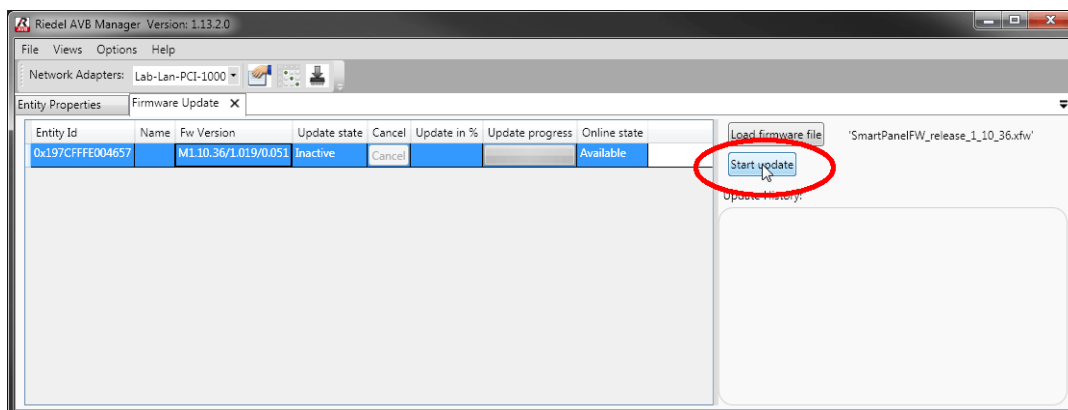 Riedel AVB Manager Version: 1.13.2.0
File Views Options Help
Network Adapters: Lab-Lan-PCI-1000
Entity Properties Firmware Update X
Entity Id Name Fw Version Update state Cancel Update in % Update progress Online state
0x197CFFFE004657 M1.10.36/1.019/0.051 Inactive Cancel Available
Load firmware file 'SmartPanelFW_release_1_10_36.xfw'
Start update
Update History: